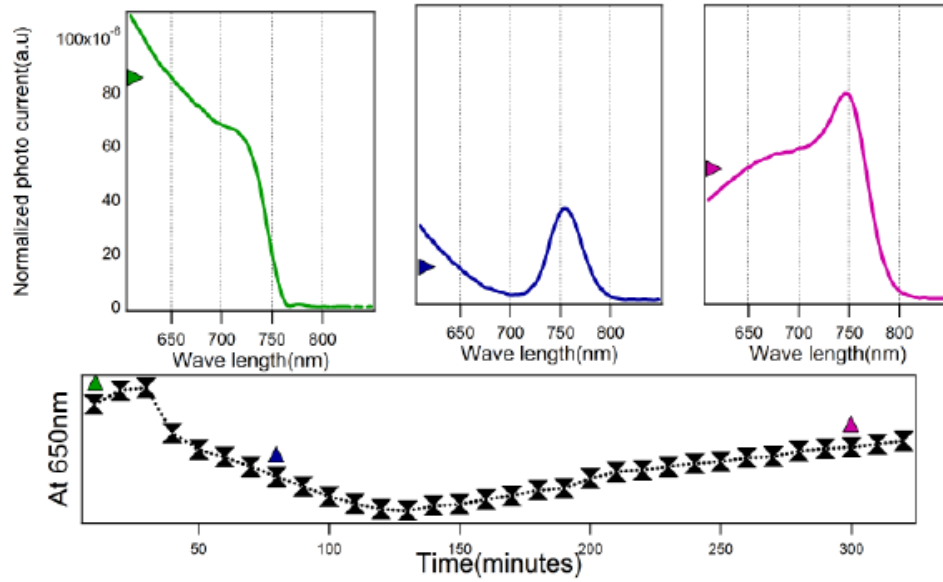 Normalized photo current(a.u)
100x10⁻⁶
80
60
40
20
0
650 700 750 800
Wave length(nm)
650 700 750 800
Wave length(nm)
650 700 750 800
Wave length(nm)
At 650nm
50 100 150 200 250 300
Time(minutes)